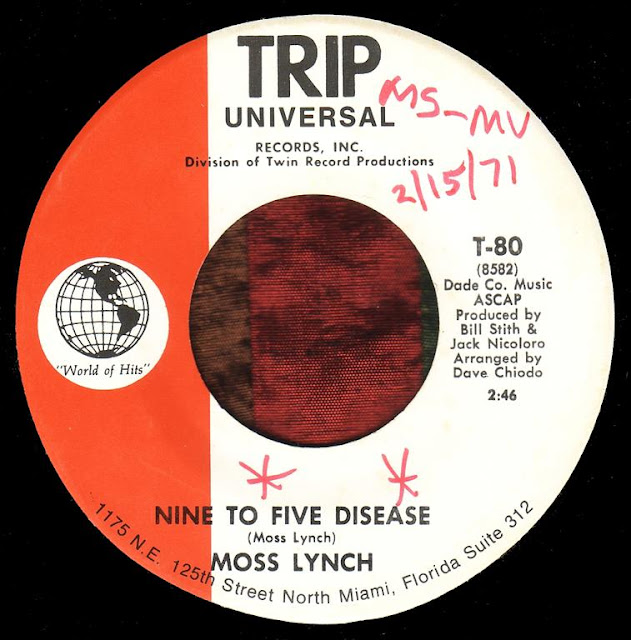 TRIP
UNIVERSAL
RECORDS, INC.
Division of Twin Record Productions
MS-MV
2/15/71
T-80
(8582)
Dade Co. Music
ASCAP
Produced by
Bill Stith &
Jack Nicoloro
Arranged by
Dave Chiodo
2:46
"World of Hits"
NINE TO FIVE DISEASE
(Moss Lynch)
MOSS LYNCH
1175 N.E. 125th Street North Miami, Florida Suite 312